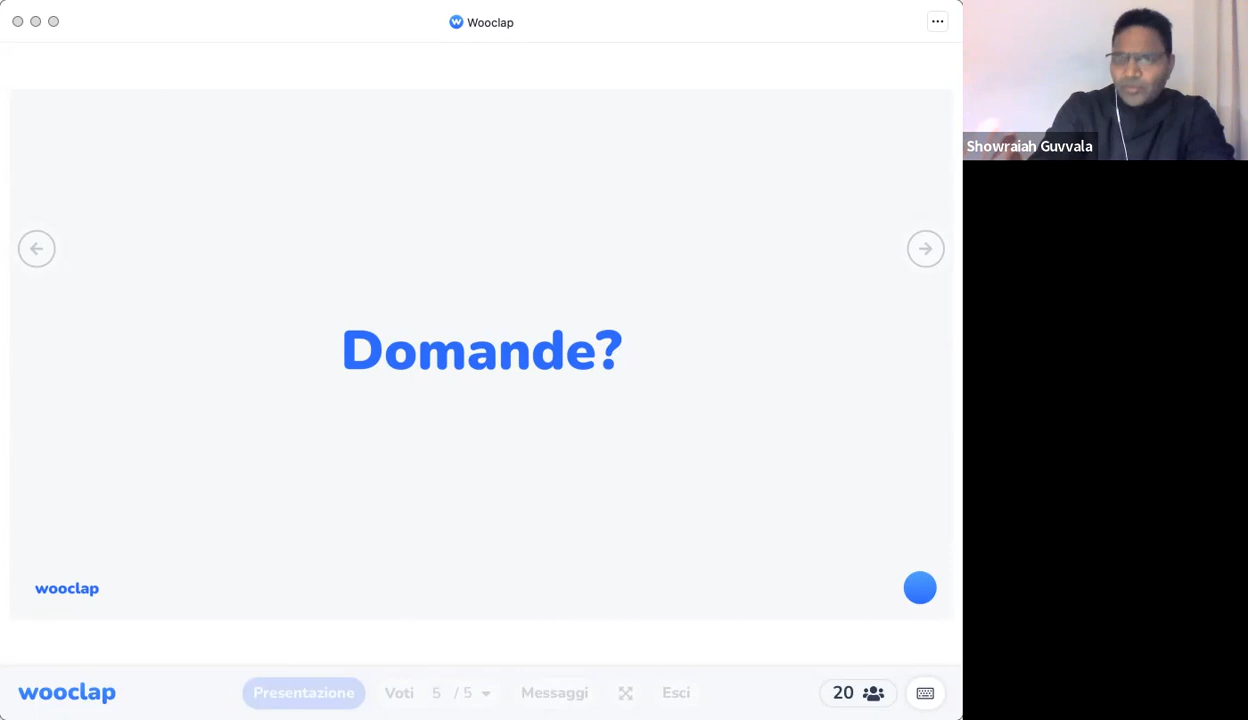 Wooclap
Showraiah Guvvala
Domande?
wooclap
wooclap
Presentazione
Voti 5 / 5
Messaggi
Esci
20